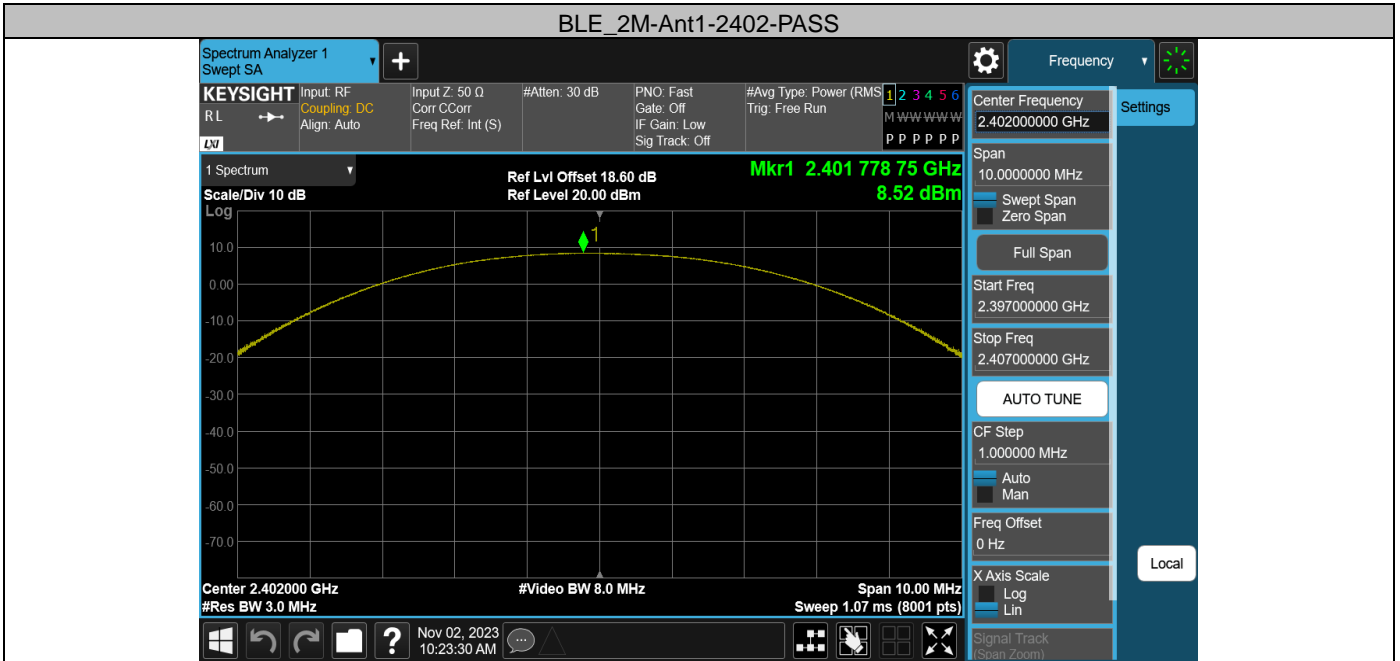 BLE_2M-Ant1-2402-PASS
Spectrum Analyzer 1
Swept SA
+
Frequency
KEYSIGHT
RL
LXI
Input: RF
Coupling: DC
Align: Auto
Input Z: 50 Ω
Corr CCorr
Freq Ref: Int (S)
#Atten: 30 dB
PNO: Fast
Gate: Off
IF Gain: Low
Sig Track: Off
#Avg Type: Power (RMS
Trig: Free Run
1 2 3 4 5 6
M W W W W W
P P P P P P
1 Spectrum
Scale/Div 10 dB
Ref Lvl Offset 18.60 dB
Ref Level 20.00 dBm
Mkr1 2.401 778 75 GHz
8.52 dBm
Log
1
10.0
0.00
-10.0
-20.0
-30.0
-40.0
-50.0
-60.0
-70.0
Center 2.402000 GHz
#Res BW 3.0 MHz
#Video BW 8.0 MHz
Span 10.00 MHz
Sweep 1.07 ms (8001 pts)
Center Frequency
2.402000000 GHz
Settings
Span
10.0000000 MHz
Swept Span
Zero Span
Full Span
Start Freq
2.397000000 GHz
Stop Freq
2.407000000 GHz
AUTO TUNE
CF Step
1.000000 MHz
Auto
Man
Freq Offset
0 Hz
X Axis Scale
Log
Lin
Local
Signal Track
(Span Zoom)
?
Nov 02, 2023
10:23:30 AM